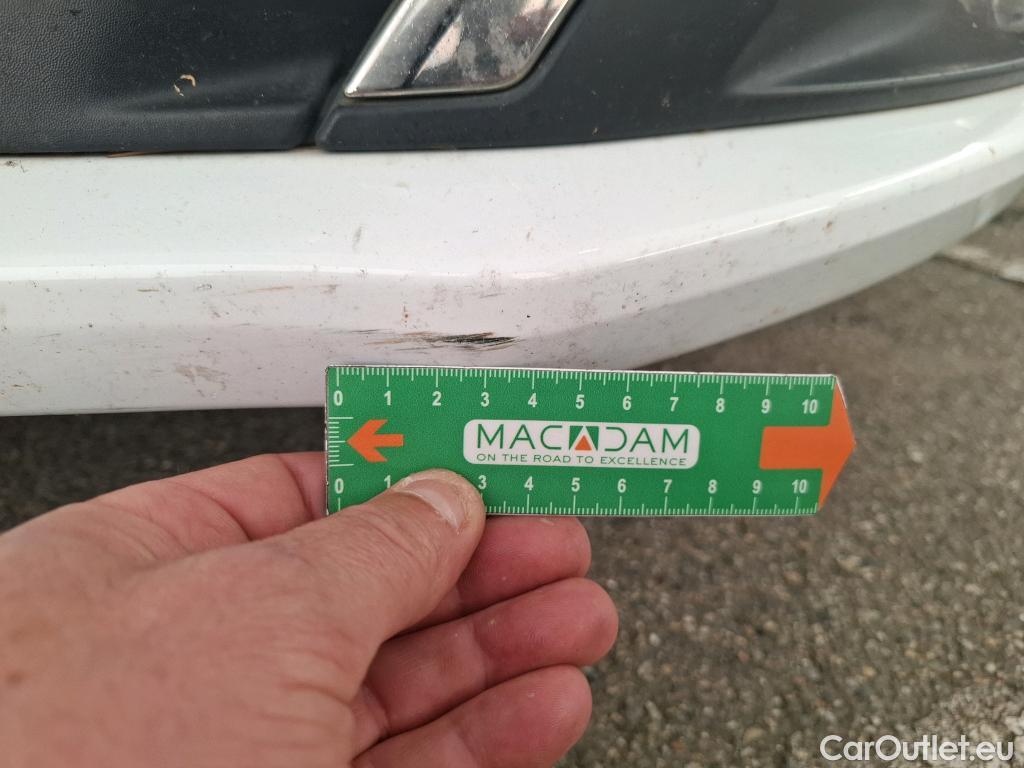 0 1 2 3 4 5 6 7 8 9 10
MACADAM
ON THE ROAD TO EXCELLENCE
0 1 3 4 5 6 7 8 9 10
CarOutlet.eu